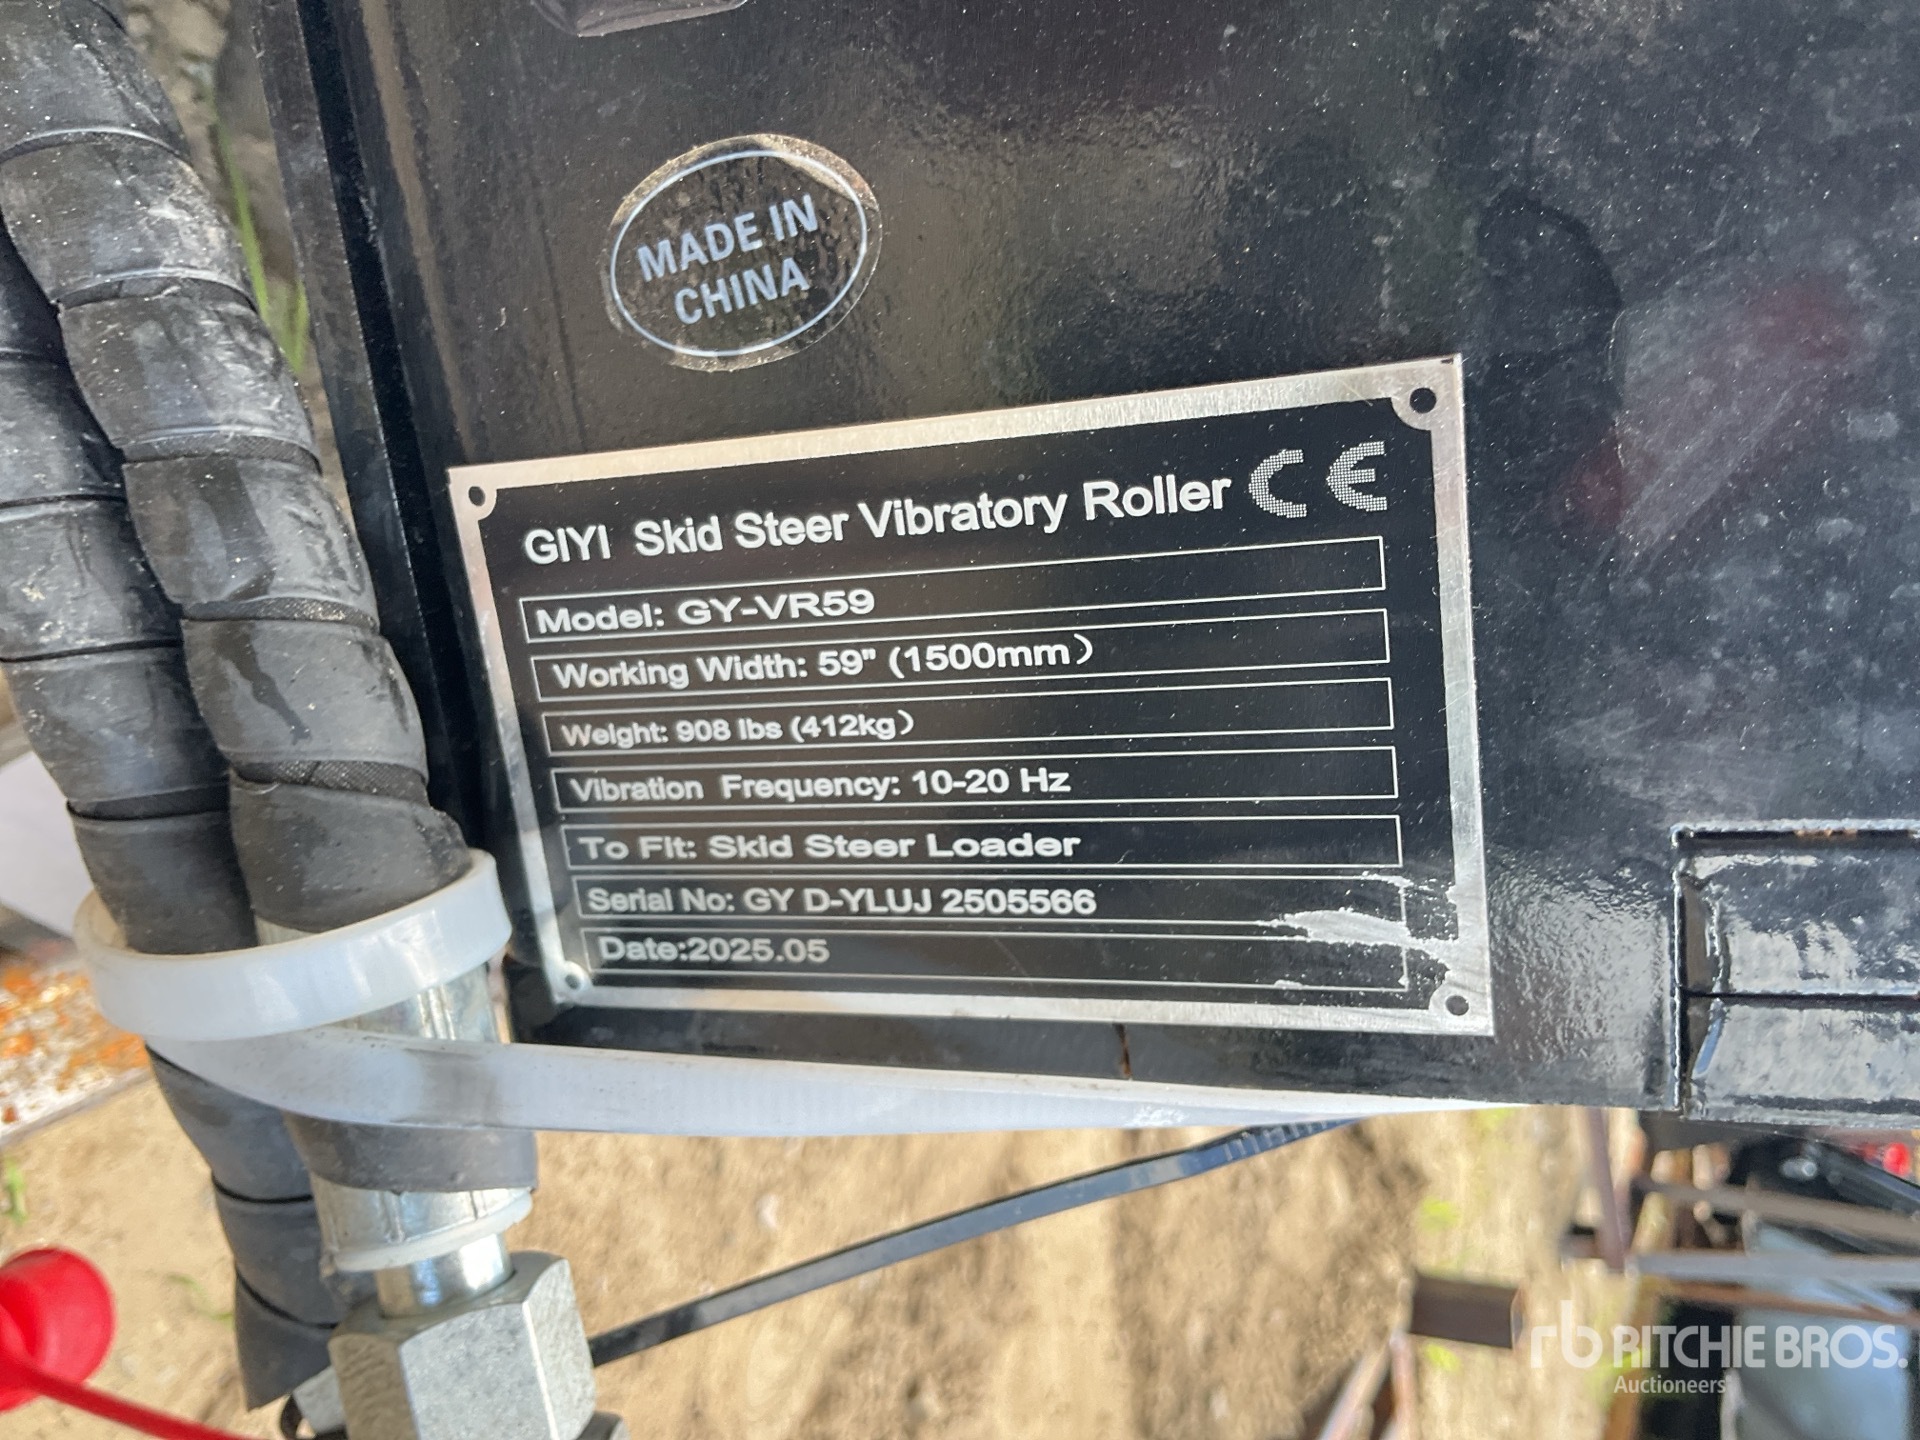 MADE IN
CHINA
GIYI Skid Steer Vibratory Roller CE
Model: GY-VR59
Working Width: 59" (1500mm)
Weight: 908 lbs (412kg)
Vibration Frequency: 10-20 Hz
To Fit: Skid Steer Loader
Serial No: GY D-YLUJ 2505566
Date:2025.05
rb RITCHIE BROS.
Auctioneers